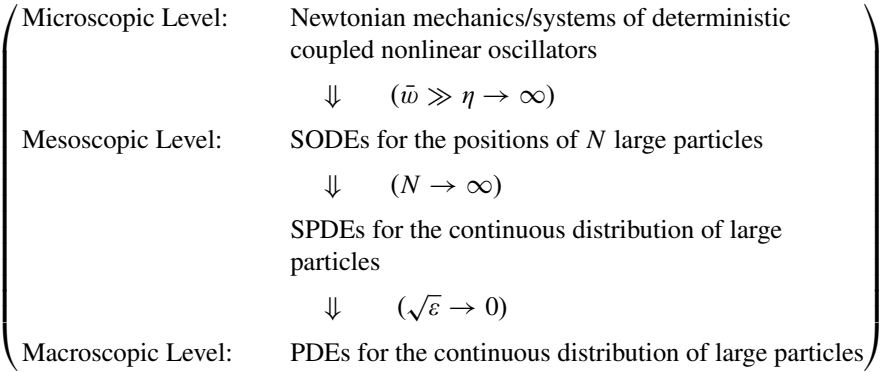 Microscopic Level: Newtonian mechanics/systems of deterministic
coupled nonlinear oscillators
⇓ (w̄ ≫ η → ∞)
Mesoscopic Level: SODEs for the positions of N large particles
⇓ (N → ∞)
SPDEs for the continuous distribution of large
particles
⇓ (√ε → 0)
Macroscopic Level: PDEs for the continuous distribution of large particles